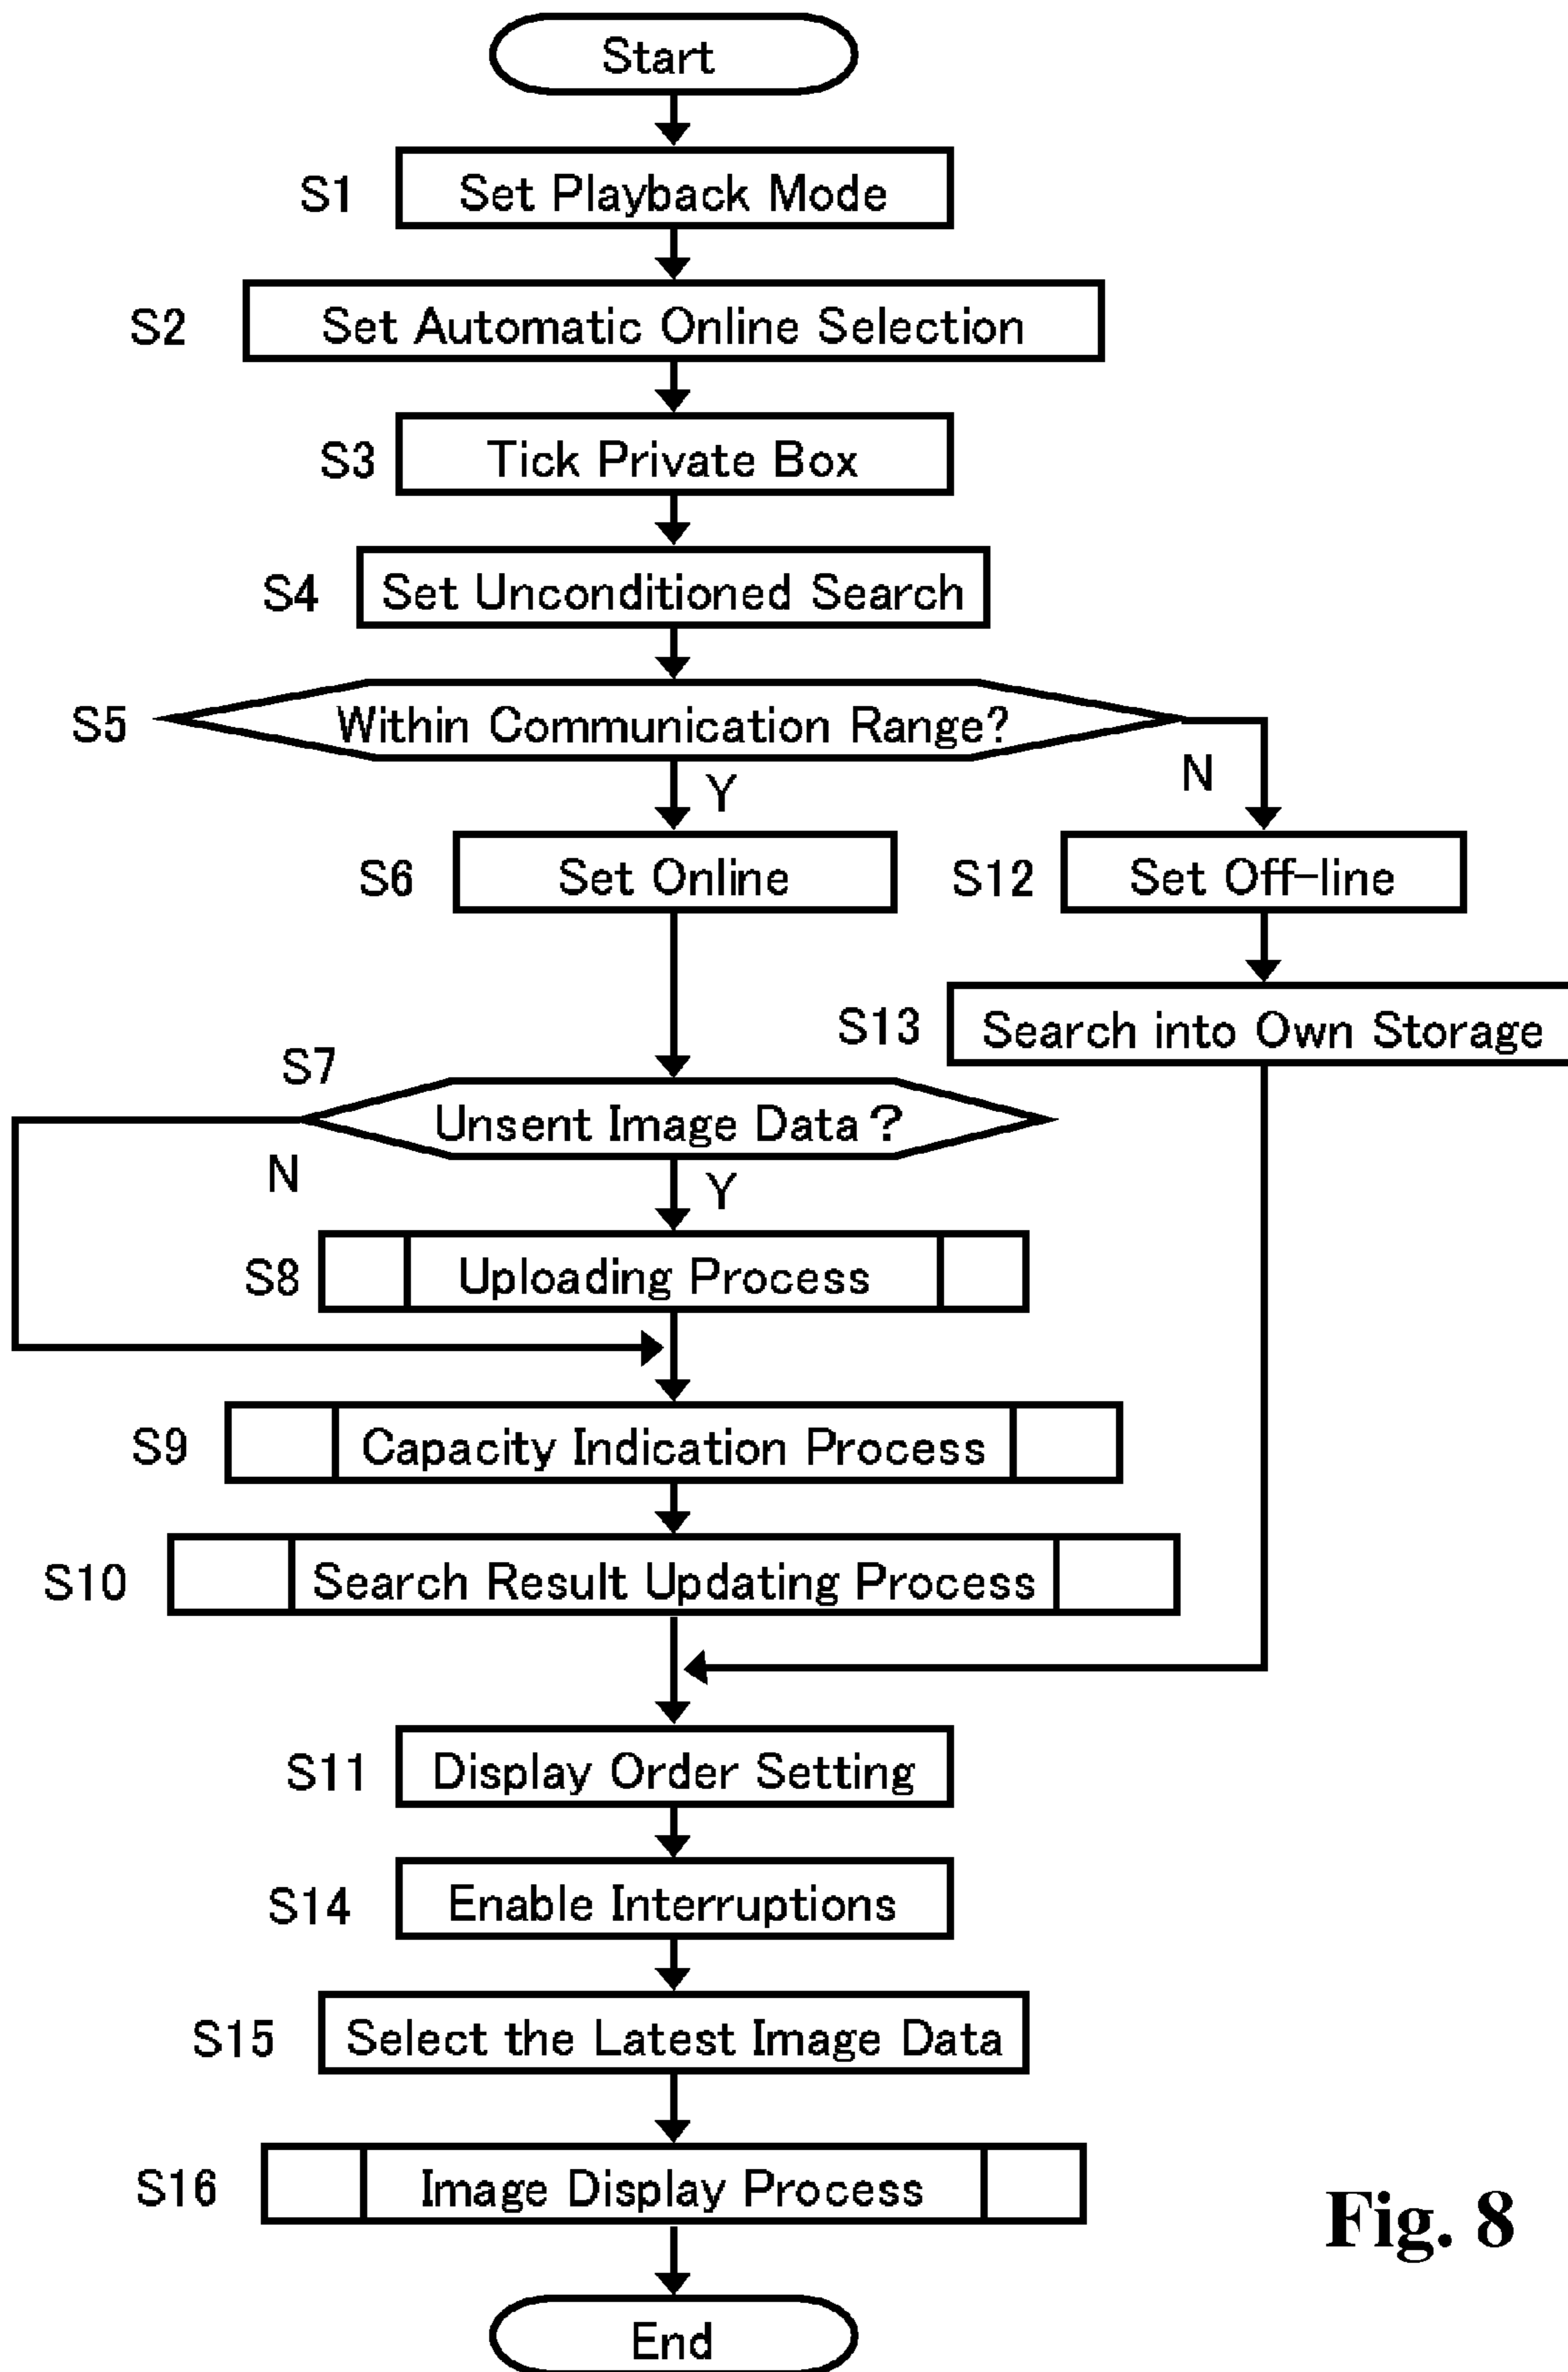 Start
S1
Set Playback Mode
S2
Set Automatic Online Selection
S3
Tick Private Box
S4
Set Unconditioned Search
S5
Within Communication Range?
Y
N
S6
Set Online
S12
Set Off-line
S13
Search into Own Storage
S7
Unsent Image Data?
N
Y
S8
Uploading Process
S9
Capacity Indication Process
S10
Search Result Updating Process
S11
Display Order Setting
S14
Enable Interruptions
S15
Select the Latest Image Data
S16
Image Display Process
Fig. 8
End